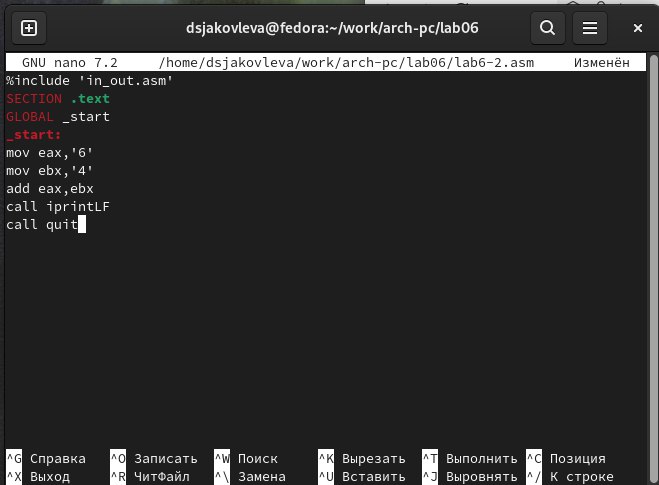 dsjakovleva@fedora:~/work/arch-pc/lab06
GNU nano 7.2 /home/dsjakovleva/work/arch-pc/lab06/lab6-2.asm Изменён
%include 'in_out.asm'
SECTION .text
GLOBAL _start
_start:
mov eax,'6'
mov ebx,'4'
add eax,ebx
call iprintLF
call quit
^G Справка ^O Записать ^W Поиск ^K Вырезать ^T Выполнить ^C Позиция
^X Выход ^R ЧитФайл ^\ Замена ^U Вставить ^J Выровнять ^/ К строке